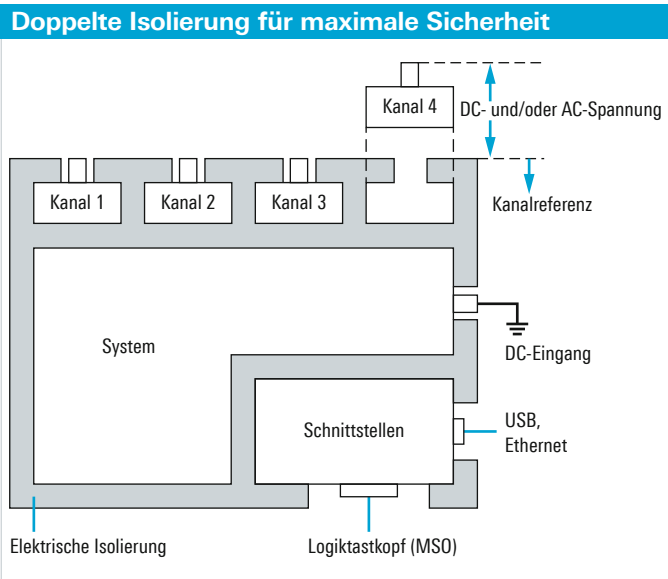 Doppelte Isolierung für maximale Sicherheit
Kanal 4
DC- und/oder AC-Spannung
Kanal 1
Kanal 2
Kanal 3
Kanalreferenz
System
DC-Eingang
Schnittstellen
USB,
Ethernet
Elektrische Isolierung
Logiktastkopf (MSO)